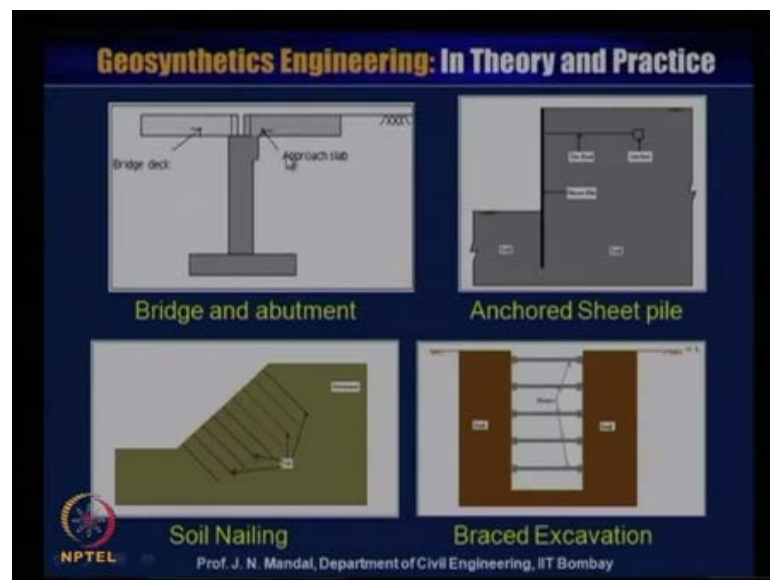 Geosynthetics Engineering: In Theory and Practice
Bridge deck
Approach slab
Bridge and abutment
Anchored Sheet pile
Soil Nailing
Braced Excavation
NPTEL
Prof. J. N. Mandal, Department of Civil Engineering, IIT Bombay